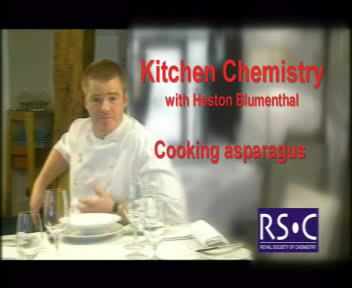 Kitchen Chemistry
with Heston Blumenthal
Cooking asparagus
RS•C
ROYAL SOCIETY OF CHEMISTRY